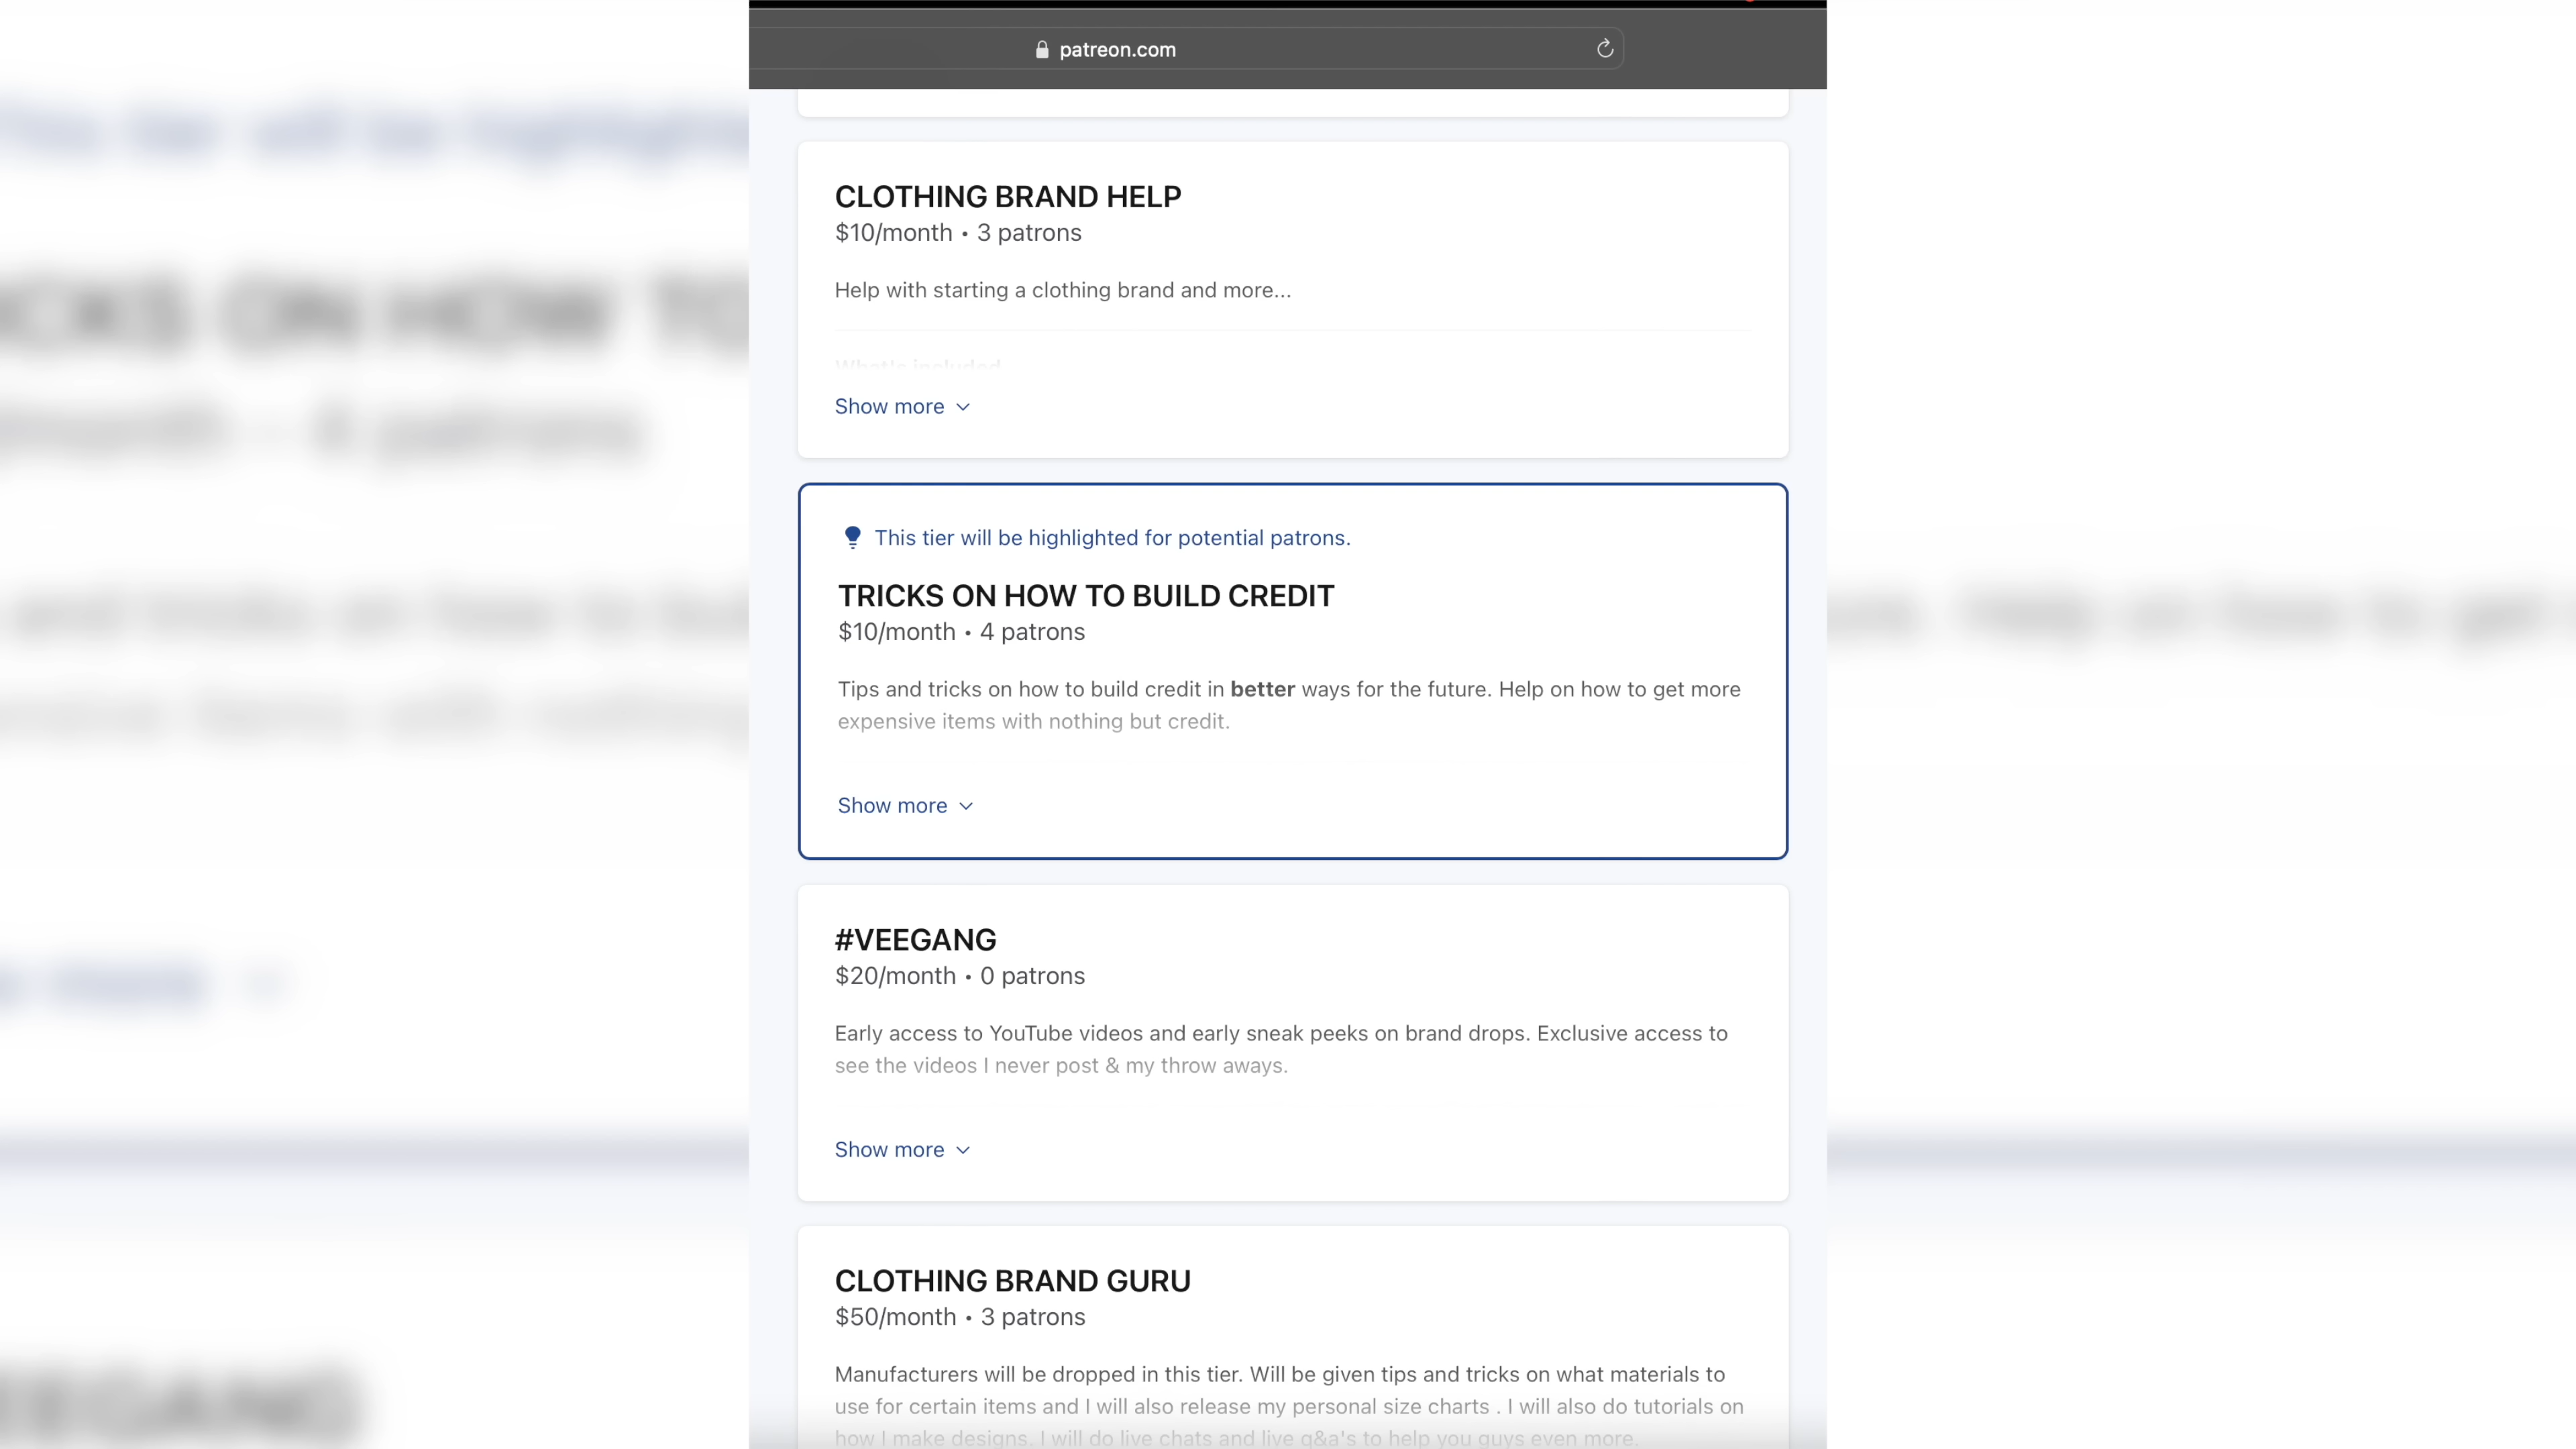 patreon.com
CLOTHING BRAND HELP
$10/month • 3 patrons
Help with starting a clothing brand and more...
What's included
Show more
This tier will be highlighted for potential patrons.
TRICKS ON HOW TO BUILD CREDIT
$10/month • 4 patrons
Tips and tricks on how to build credit in better ways for the future. Help on how to get more
expensive items with nothing but credit.
Show more
#VEEGANG
$20/month • 0 patrons
Early access to YouTube videos and early sneak peeks on brand drops. Exclusive access to
see the videos I never post & my throw aways.
Show more
CLOTHING BRAND GURU
$50/month • 3 patrons
Manufacturers will be dropped in this tier. Will be given tips and tricks on what materials to
use for certain items and I will also release my personal size charts . I will also do tutorials on
how I make designs. I will do live chats and live q&a's to help you guys even more.